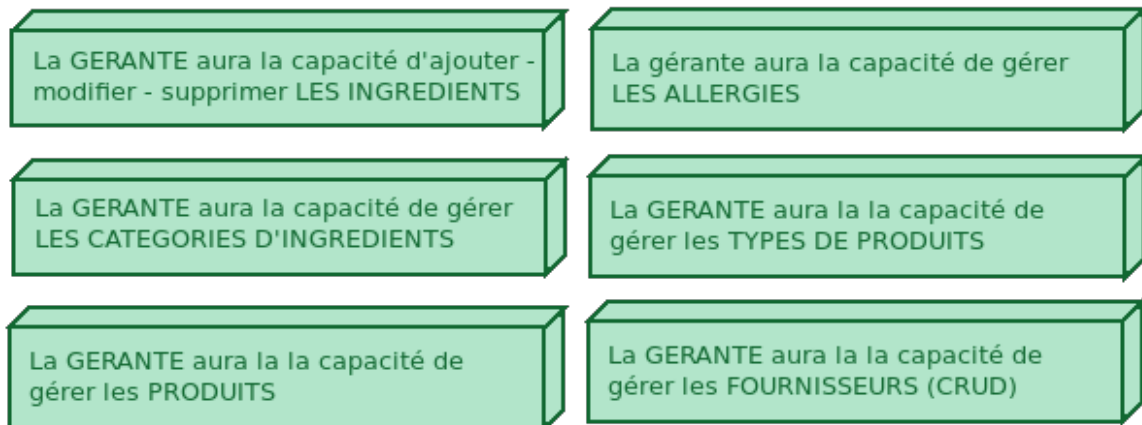 La GERANTE aura la capacité d'ajouter -
modifier - supprimer LES INGREDIENTS
La gérante aura la capacité de gérer
LES ALLERGIES
La GERANTE aura la capacité de gérer
LES CATEGORIES D'INGREDIENTS
La GERANTE aura la la capacité de
gérer les TYPES DE PRODUITS
La GERANTE aura la la capacité de
gérer les PRODUITS
La GERANTE aura la la capacité de
gérer les FOURNISSEURS (CRUD)